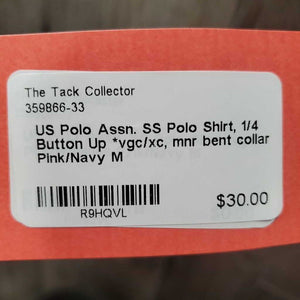 The Tack Collector
359866-33
US Polo Assn. SS Polo Shirt, 1/4
Button Up *vgc/xc, mnr bent collar
Pink/Navy M
$30.00
R9HQVL